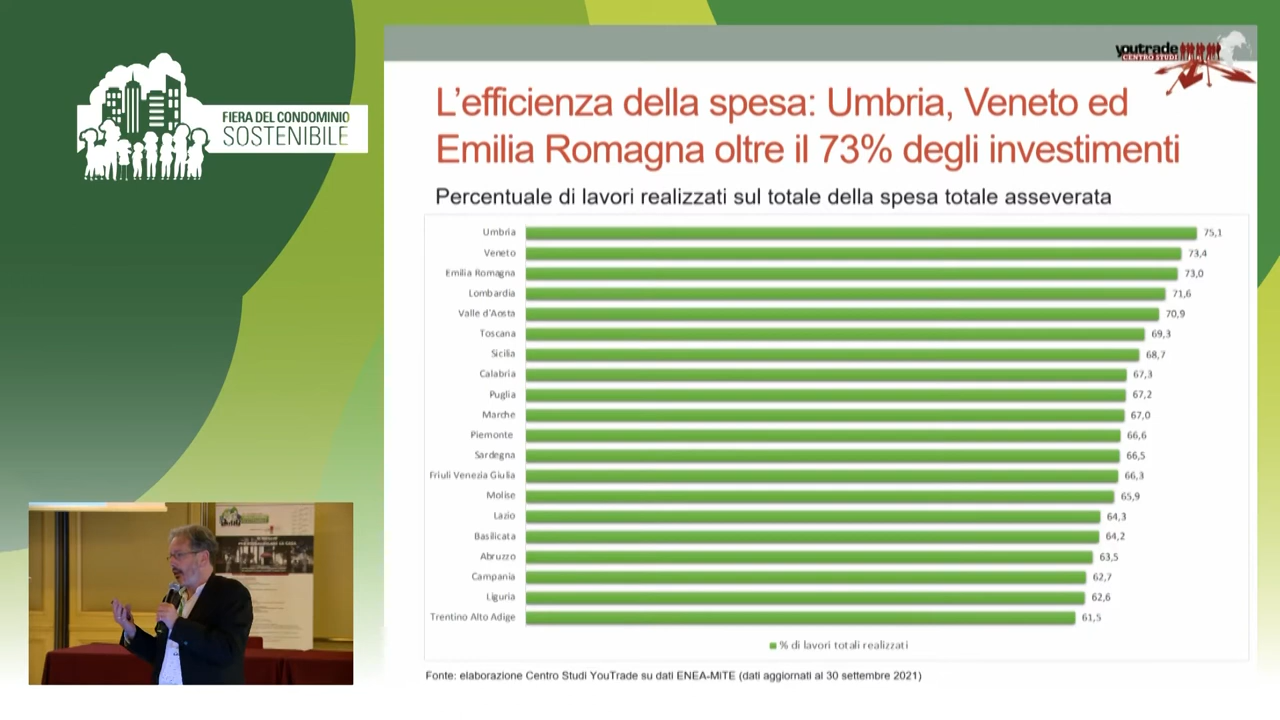 FIERA DEL CONDOMINIO
SOSTENIBILE
youtrade
CENTRO STUDI
L'efficienza della spesa: Umbria, Veneto ed
Emilia Romagna oltre il 73% degli investimenti
Percentuale di lavori realizzati sul totale della spesa totale asseverata
Umbria 75,1
Veneto 73,4
Emilia Romagna 73,0
Lombardia 71,6
Valle d'Aosta 70,9
Toscana 69,3
Sicilia 68,7
Calabria 67,3
Puglia 67,2
Marche 67,0
Piemonte 66,6
Sardegna 66,5
Friuli Venezia Giulia 66,3
Molise 65,9
Lazio 64,3
Basilicata 64,2
Abruzzo 63,5
Campania 62,7
Liguria 62,6
Trentino Alto Adige 61,5
% di lavori totali realizzati
Fonte: elaborazione Centro Studi YouTrade su dati ENEA-MiTE (dati aggiornati al 30 settembre 2021)